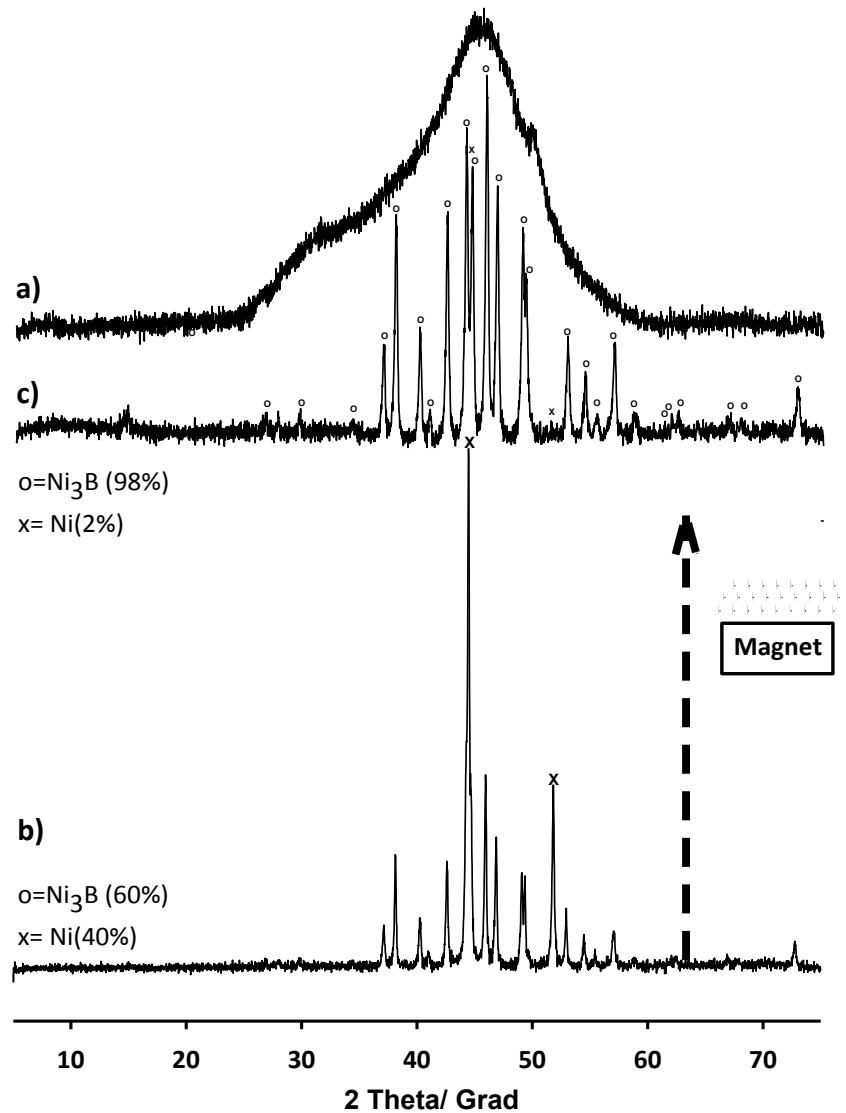 a)
c)
o=Ni3B (98%)
x= Ni(2%)
Magnet
b)
o=Ni3B (60%)
x= Ni(40%)
10 20 30 40 50 60 70
2 Theta/ Grad